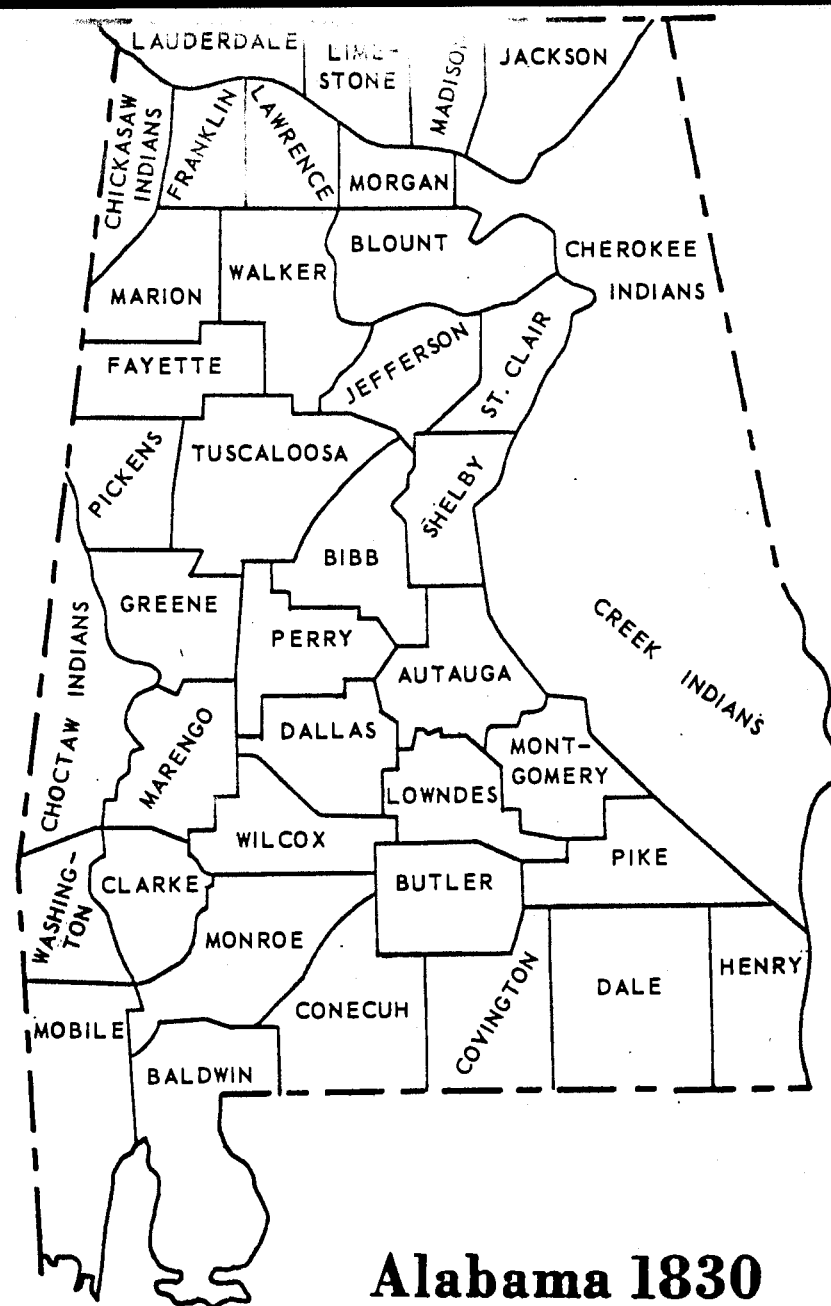 LAUDERDALE
LIME-
STONE
MADISON
JACKSON
CHICKASAW
INDIANS
FRANKLIN
LAWRENCE
MORGAN
MARION
WALKER
BLOUNT
CHEROKEE
INDIANS
FAYETTE
JEFFERSON
ST. CLAIR
PICKENS
TUSCALOOSA
SHELBY
BIBB
GREENE
PERRY
CHOCTAW INDIANS
AUTAUGA
CREEK INDIANS
MARENGO
DALLAS
MONT-
GOMERY
LOWNDES
WILCOX
PIKE
WASHING-
TON
CLARKE
BUTLER
MONROE
CONECUH
COVINGTON
DALE
HENRY
MOBILE
BALDWIN
Alabama 1830